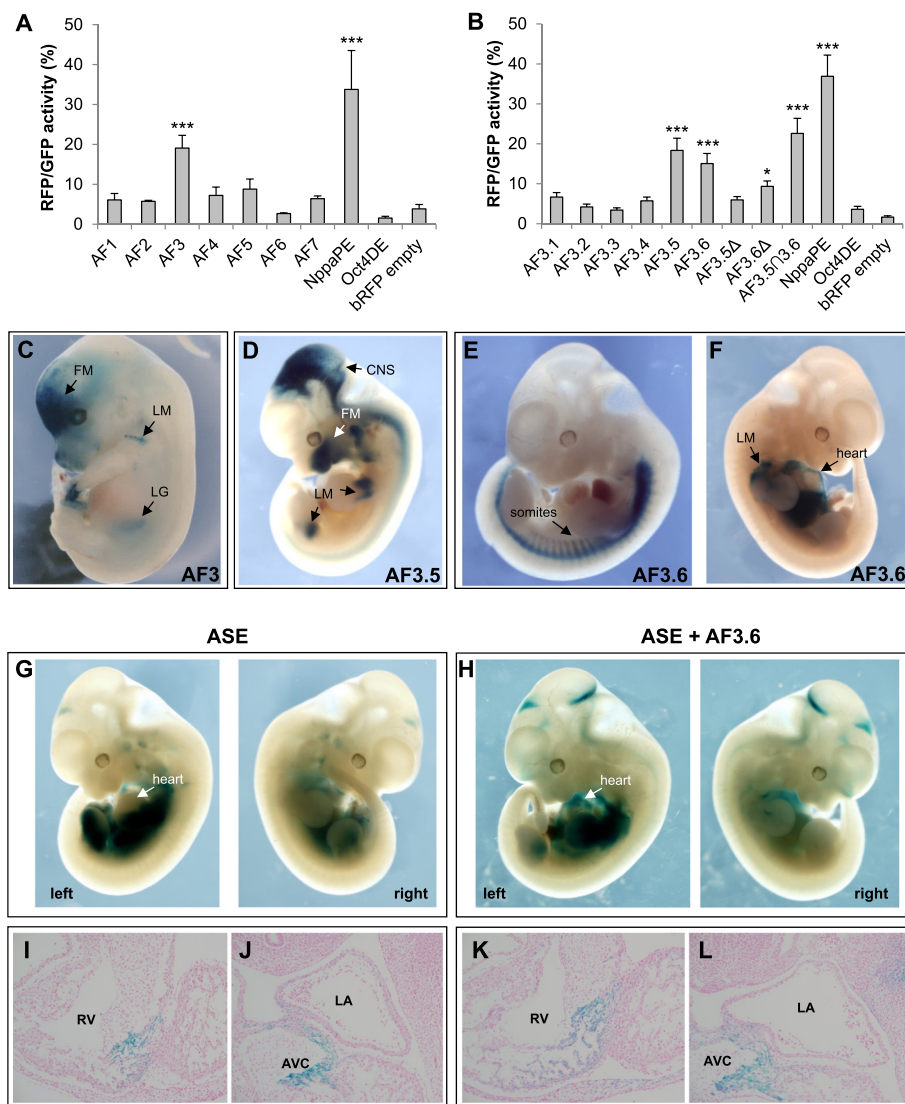 A
B
RFP/GFP activity (%)
50
40
30
20
10
0
***
***
AF1
AF2
AF3
AF4
AF5
AF6
AF7
NppaPE
Oct4DE
bRFP empty
RFP/GFP activity (%)
50
40
30
20
10
0
***
***
*
***
***
AF3.1
AF3.2
AF3.3
AF3.4
AF3.5
AF3.6
AF3.5Δ
AF3.6Δ
AF3.5∩3.6
NppaPE
Oct4DE
bRFP empty
C
FM
LM
LG
AF3
D
CNS
FM
LM
AF3.5
E
somites
AF3.6
F
LM
heart
AF3.6
ASE
ASE + AF3.6
G
heart
left
right
H
heart
left
right
I
RV
J
LA
AVC
K
RV
L
LA
AVC